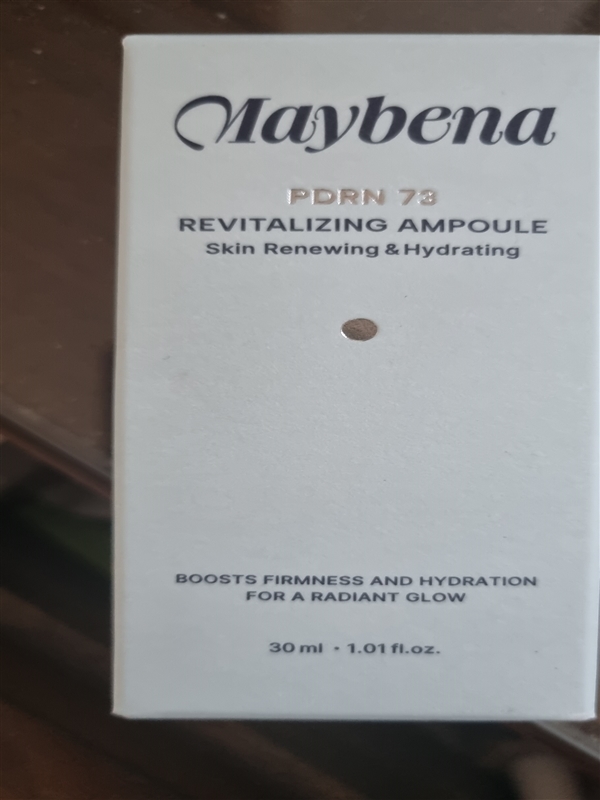 Maybena
PDRN 73
REVITALIZING AMPOULE
Skin Renewing & Hydrating
BOOSTS FIRMNESS AND HYDRATION
FOR A RADIANT GLOW
30 ml • 1.01 fl.oz.